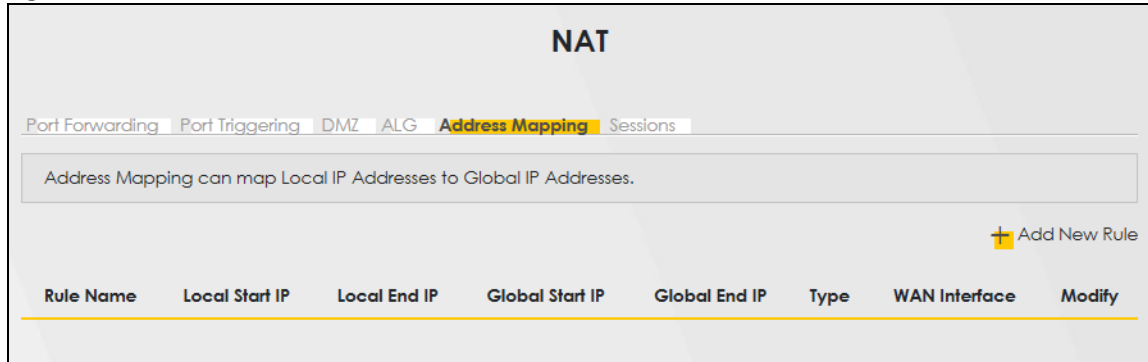 NAT
Port Forwarding Port Triggering DMZ ALG Address Mapping Sessions
Address Mapping can map Local IP Addresses to Global IP Addresses.
+ Add New Rule
Rule Name Local Start IP Local End IP Global Start IP Global End IP Type WAN Interface Modify